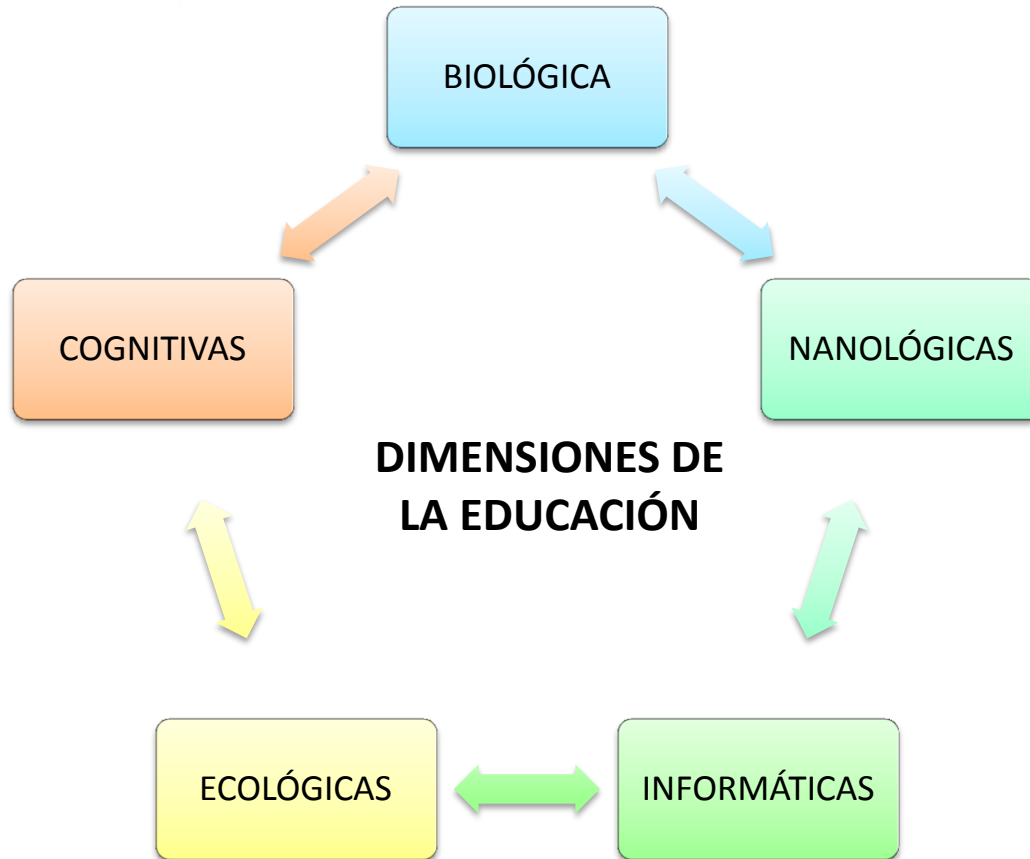 BIOLÓGICA
COGNITIVAS
NANOLÓGICAS
DIMENSIONES DE
LA EDUCACIÓN
ECOLÓGICAS
INFORMÁTICAS